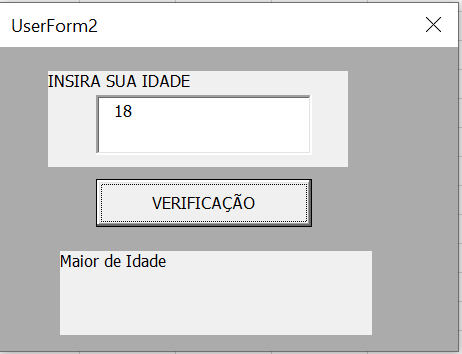 UserForm2
INSIRA SUA IDADE
18
VERIFICAÇÃO
Maior de Idade